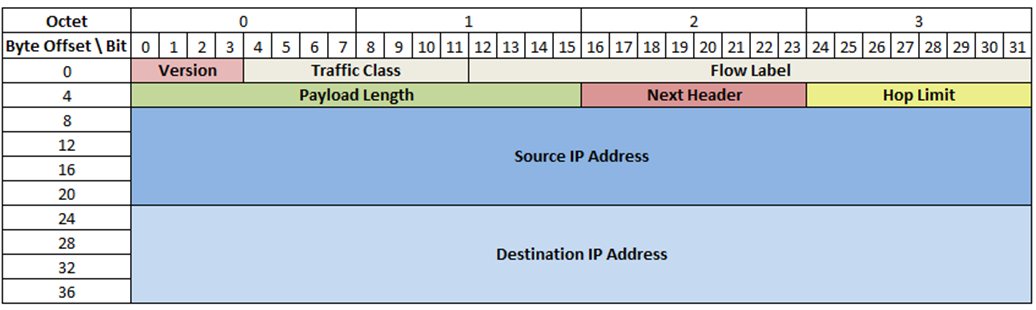 Octet 0 1 2 3
Byte Offset \ Bit 0 1 2 3 4 5 6 7 8 9 10 11 12 13 14 15 16 17 18 19 20 21 22 23 24 25 26 27 28 29 30 31
0 Version Traffic Class Flow Label
4 Payload Length Next Header Hop Limit
8
12
Source IP Address
16
20
24
28
Destination IP Address
32
36